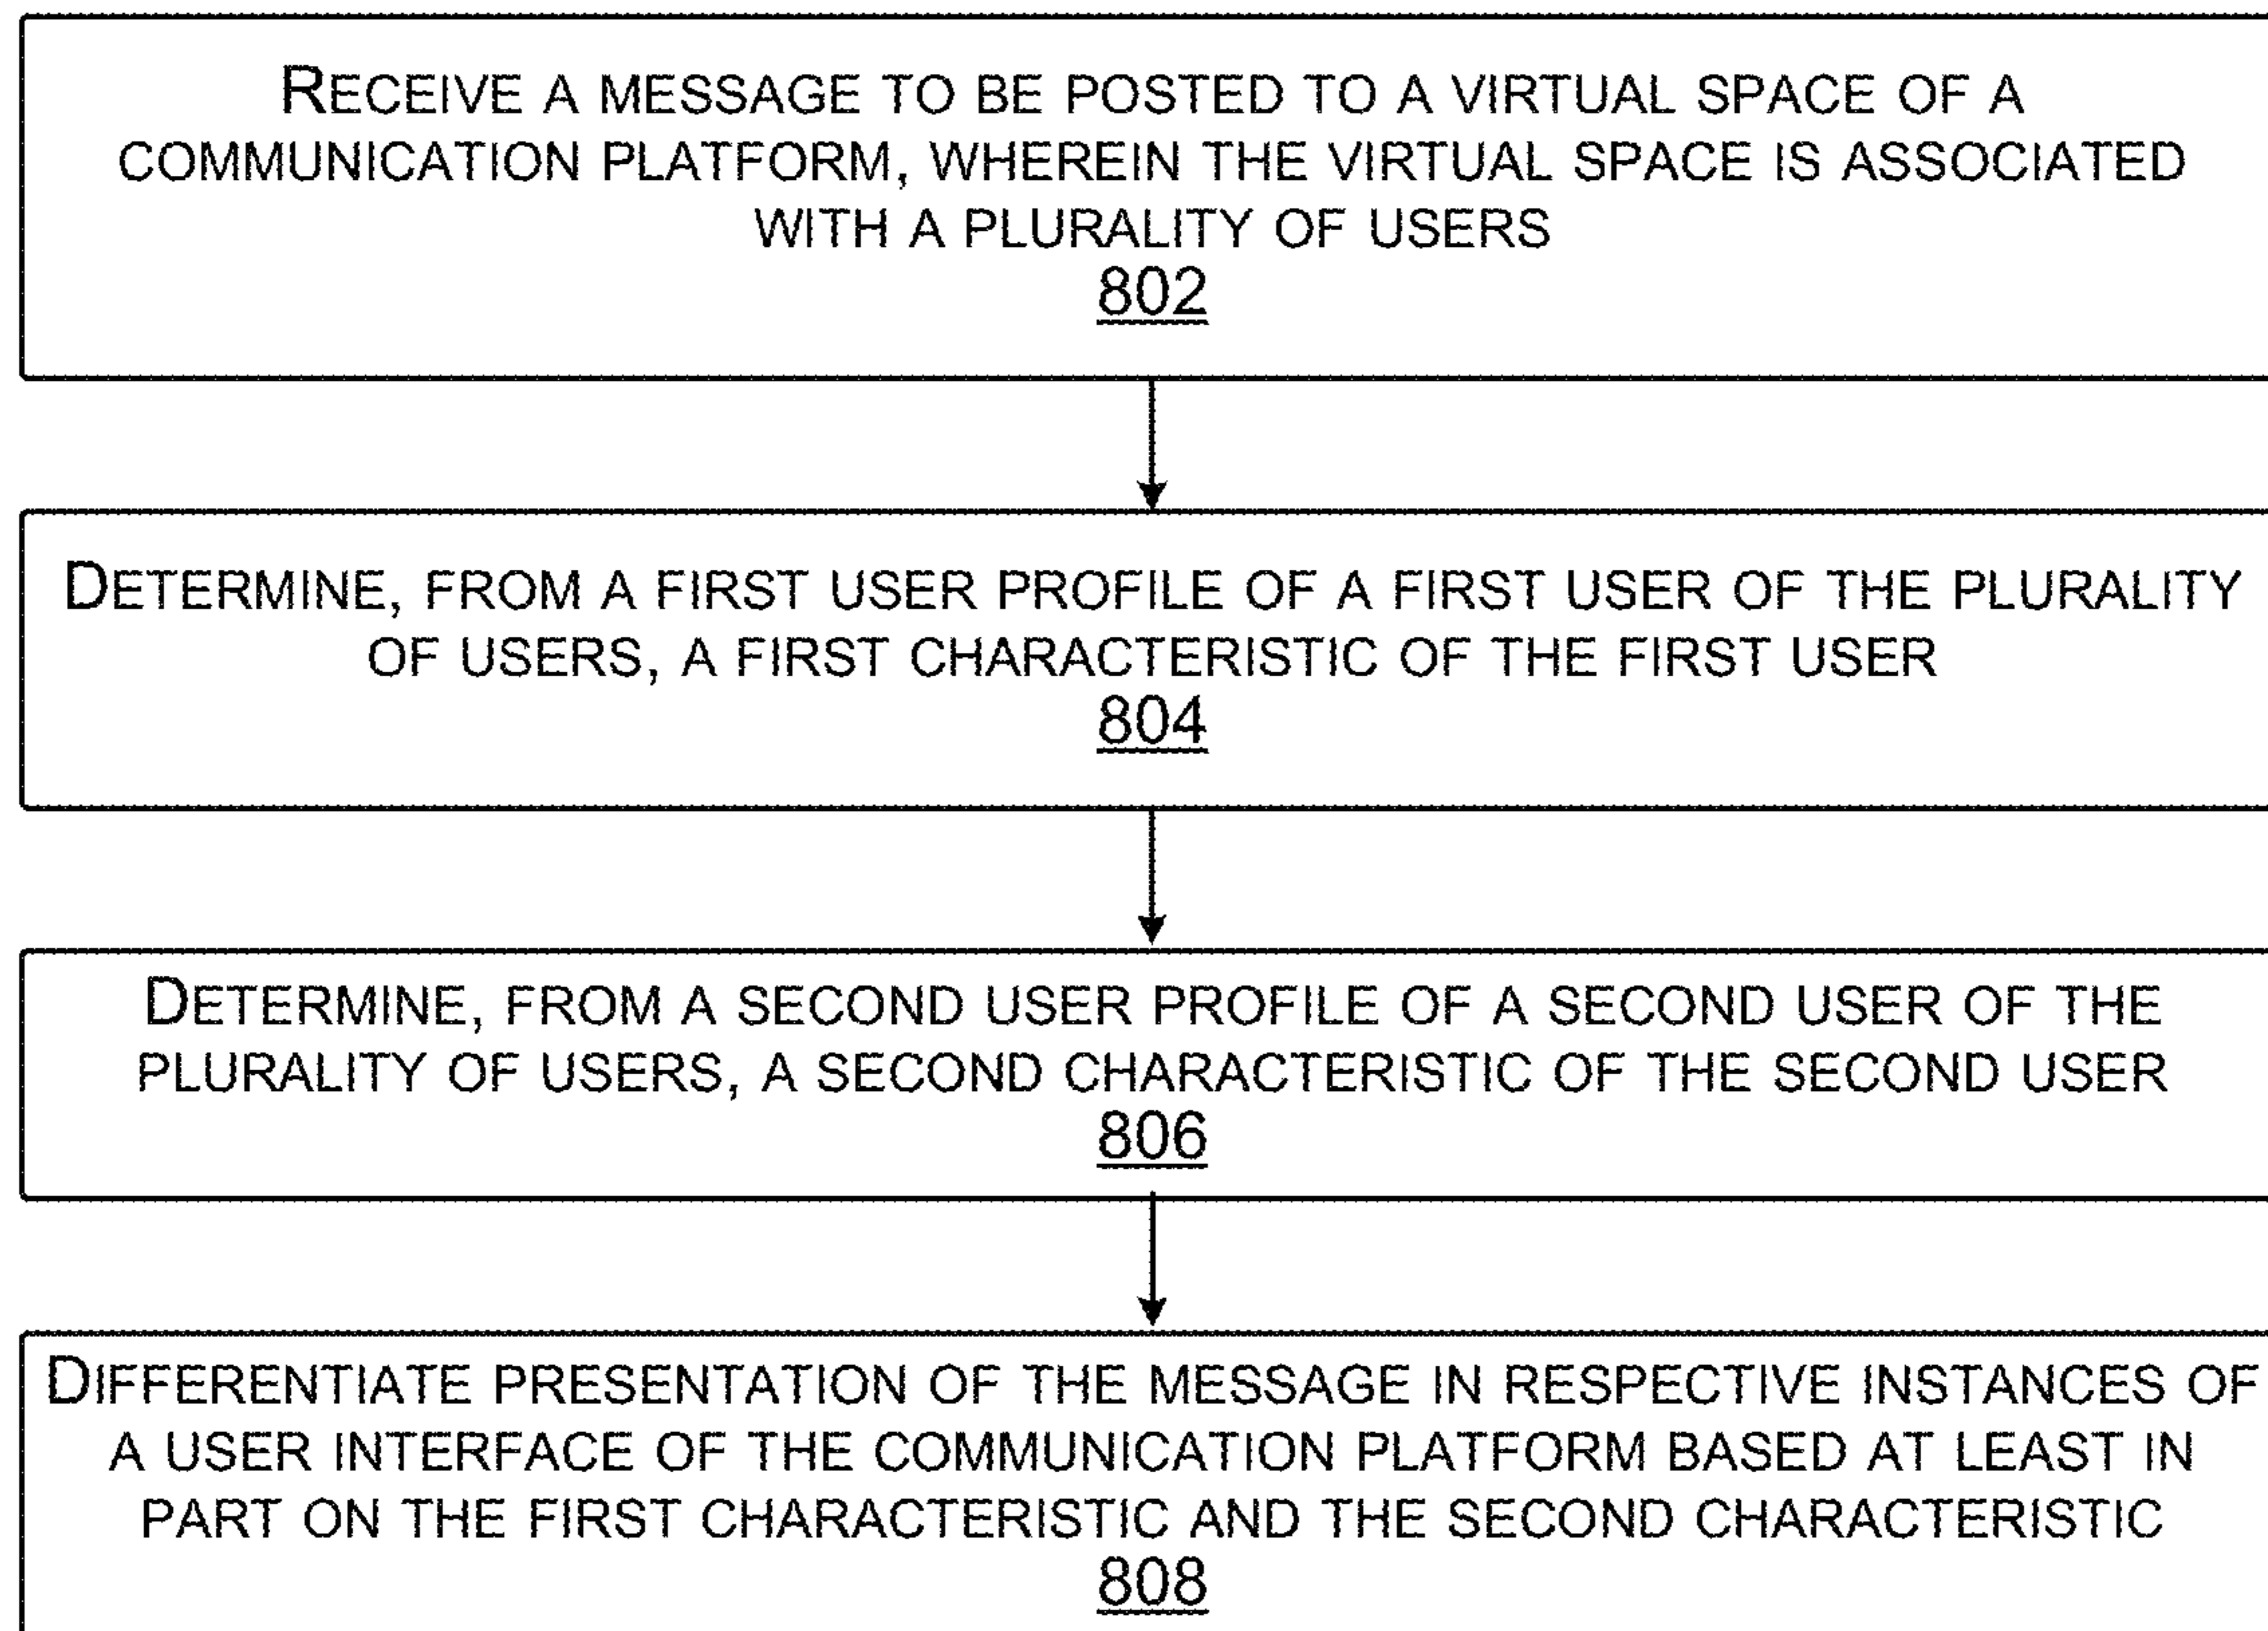 RECEIVE A MESSAGE TO BE POSTED TO A VIRTUAL SPACE OF A
COMMUNICATION PLATFORM, WHEREIN THE VIRTUAL SPACE IS ASSOCIATED
WITH A PLURALITY OF USERS
802
DETERMINE, FROM A FIRST USER PROFILE OF A FIRST USER OF THE PLURALITY
OF USERS, A FIRST CHARACTERISTIC OF THE FIRST USER
804
DETERMINE, FROM A SECOND USER PROFILE OF A SECOND USER OF THE
PLURALITY OF USERS, A SECOND CHARACTERISTIC OF THE SECOND USER
806
DIFFERENTIATE PRESENTATION OF THE MESSAGE IN RESPECTIVE INSTANCES OF
A USER INTERFACE OF THE COMMUNICATION PLATFORM BASED AT LEAST IN
PART ON THE FIRST CHARACTERISTIC AND THE SECOND CHARACTERISTIC
808